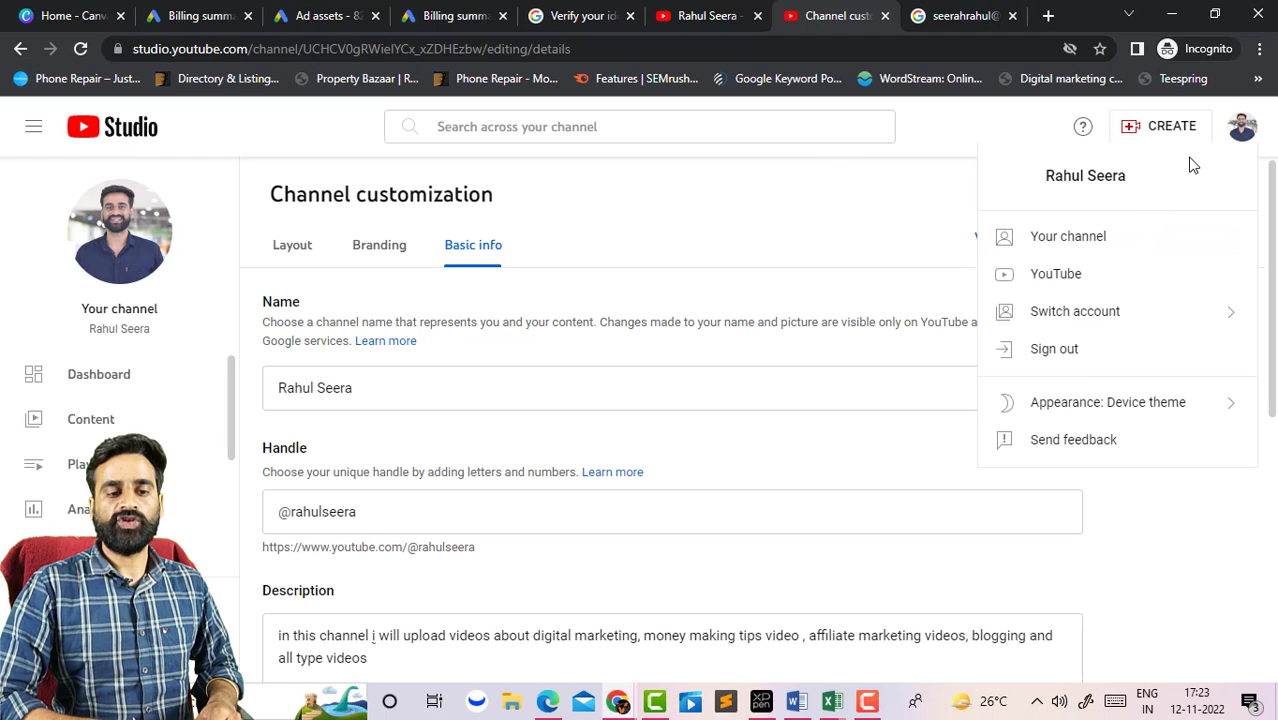 Home - Canva
Billing summa
Ad assets - 82
Billing summa
Verify your id
Rahul Seera -
Channel cust
seerahrahul@
studio.youtube.com/channel/UCHCV0gRWielYCx_xZDHEzbw/editing/details
Incognito
Phone Repair – Just...
Directory & Listing...
Property Bazaar | R...
Phone Repair - Mo...
Features | SEMrush...
Google Keyword Po...
WordStream: Onlin...
Digital marketing c...
Teespring
»
Studio
Search across your channel
CREATE
Rahul Seera
Your channel
YouTube
Switch account
Sign out
Appearance: Device theme
Send feedback
Your channel
Rahul Seera
Dashboard
Content
Channel customization
Layout
Branding
Basic info
Name
Choose a channel name that represents you and your content. Changes made to your name and picture are visible only on YouTube a
Google services. Learn more
Rahul Seera
Handle
Choose your unique handle by adding letters and numbers. Learn more
@rahulseera
https://www.youtube.com/@rahulseera
Description
in this channel i will upload videos about digital marketing, money making tips video , affiliate marketing videos, blogging and
all type videos
26°C
ENG
IN
17:23
12-11-2022
3